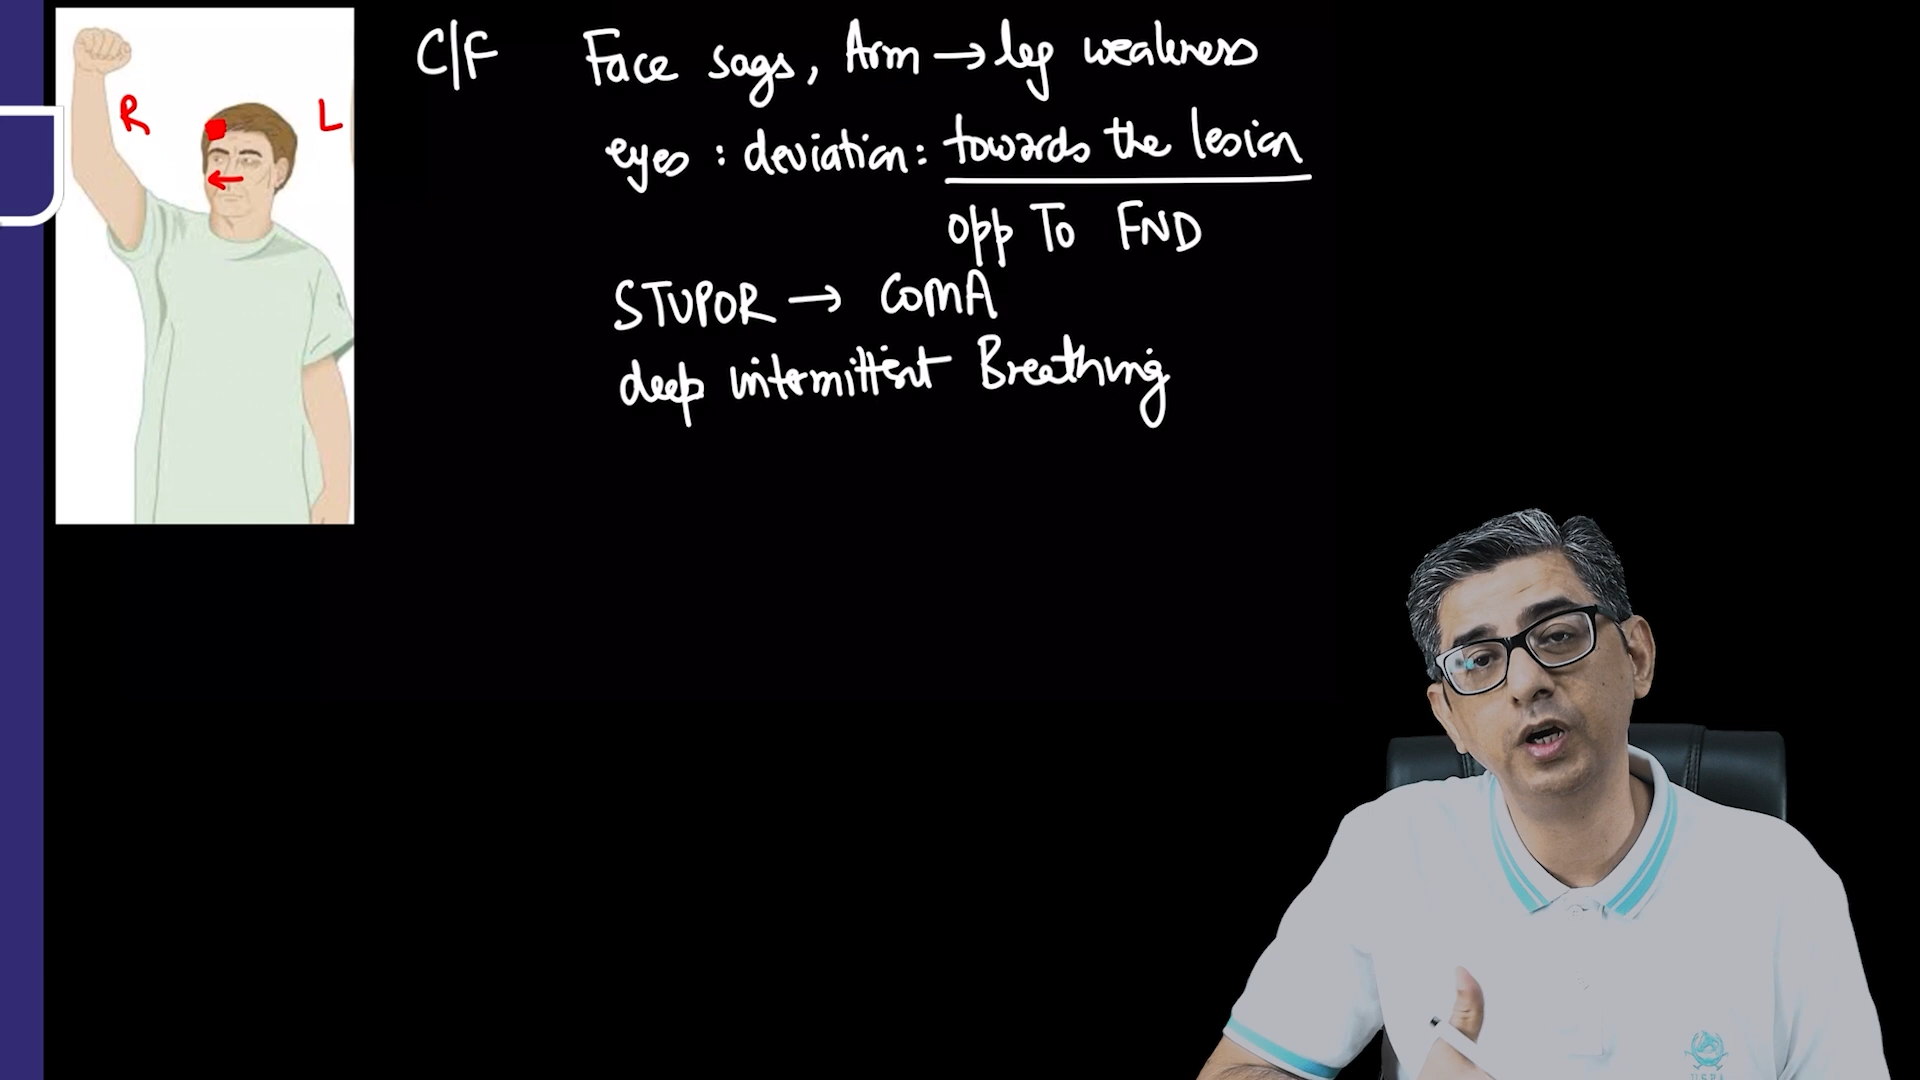 C/F Face sags, Arm → leg weakness
R
L
eyes : deviation: towards the lesion
opp To FND
STUPOR → COMA
deep intermittent Breathing